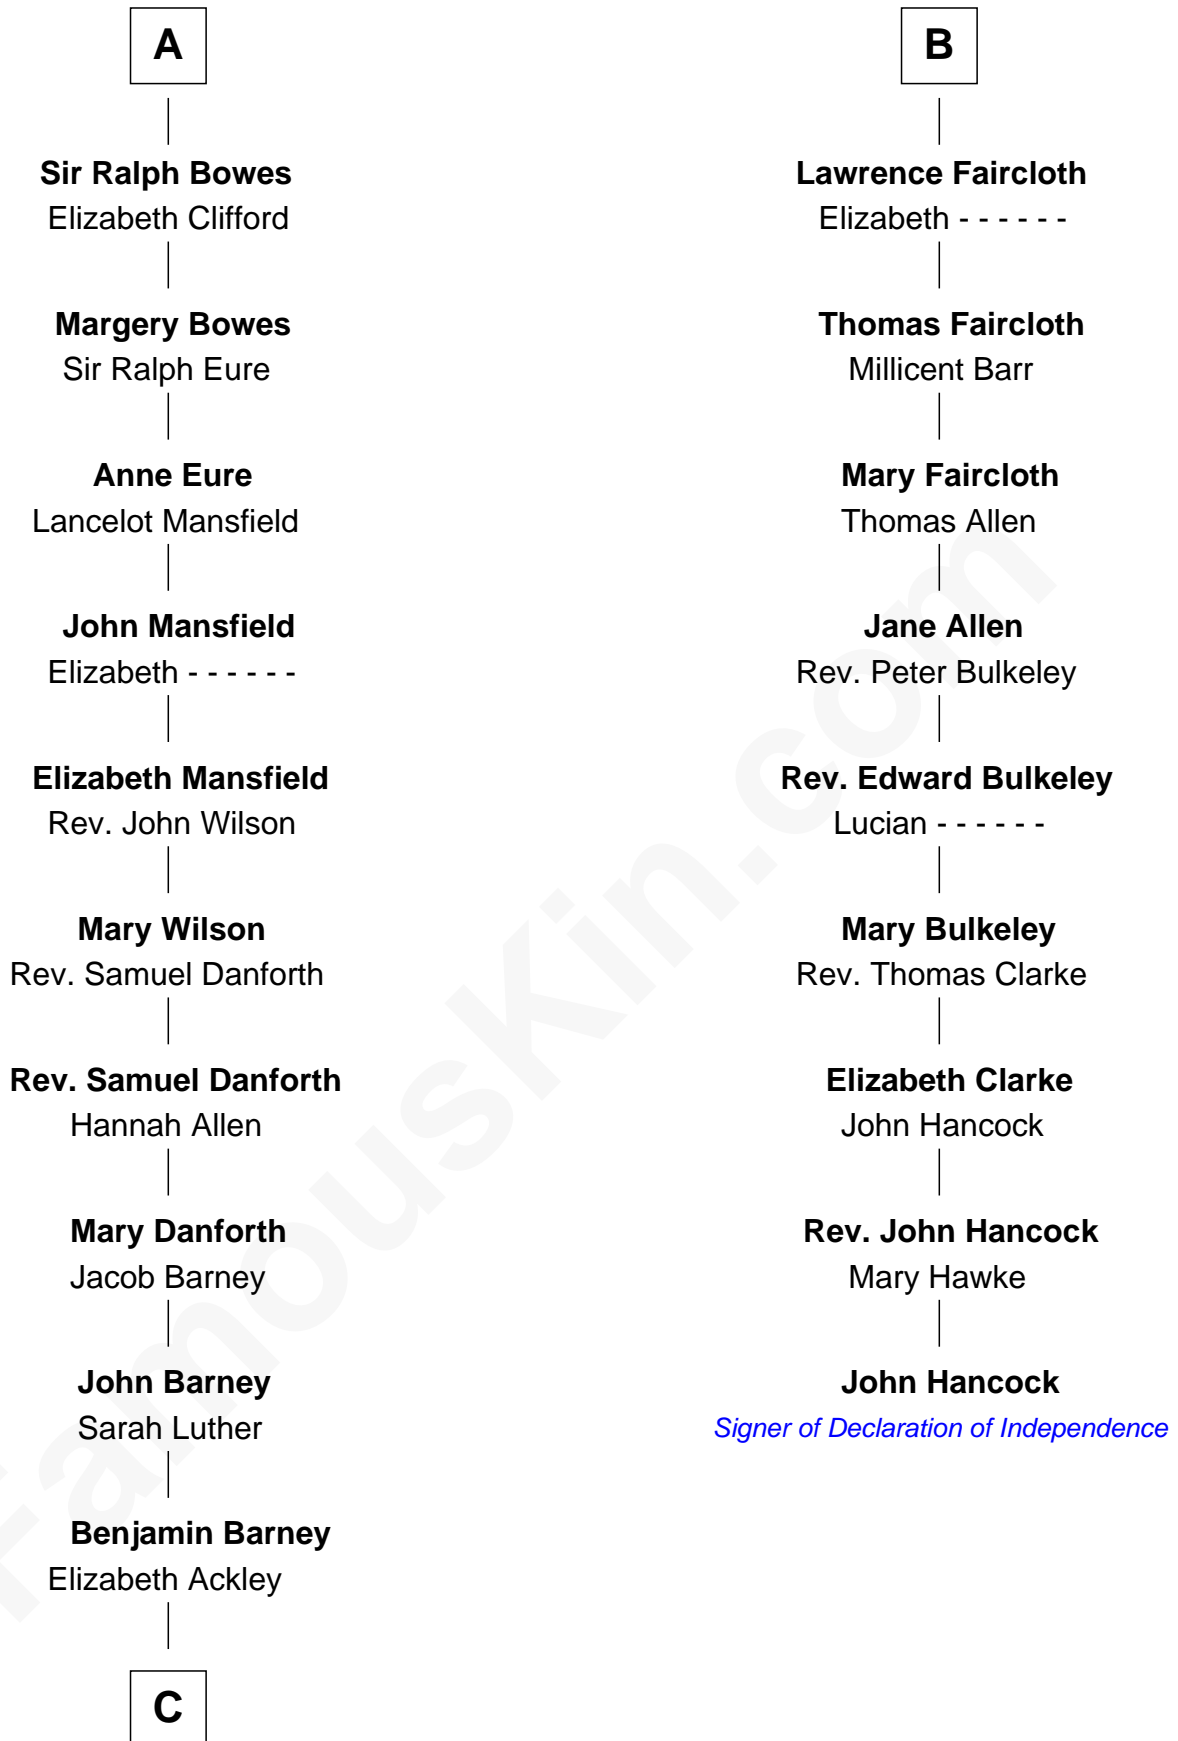 A
Sir Ralph Bowes
Elizabeth Clifford
Margery Bowes
Sir Ralph Eure
Anne Eure
Lancelot Mansfield
John Mansfield
Elizabeth - - - - - -
Elizabeth Mansfield
Rev. John Wilson
Mary Wilson
Rev. Samuel Danforth
Rev. Samuel Danforth
Hannah Allen
Mary Danforth
Jacob Barney
John Barney
Sarah Luther
Benjamin Barney
Elizabeth Ackley
C
B
Lawrence Faircloth
Elizabeth - - - - - -
Thomas Faircloth
Millicent Barr
Mary Faircloth
Thomas Allen
Jane Allen
Rev. Peter Bulkeley
Rev. Edward Bulkeley
Lucian - - - - - -
Mary Bulkeley
Rev. Thomas Clarke
Elizabeth Clarke
John Hancock
Rev. John Hancock
Mary Hawke
John Hancock
Signer of Declaration of Independence
FamousKin.com